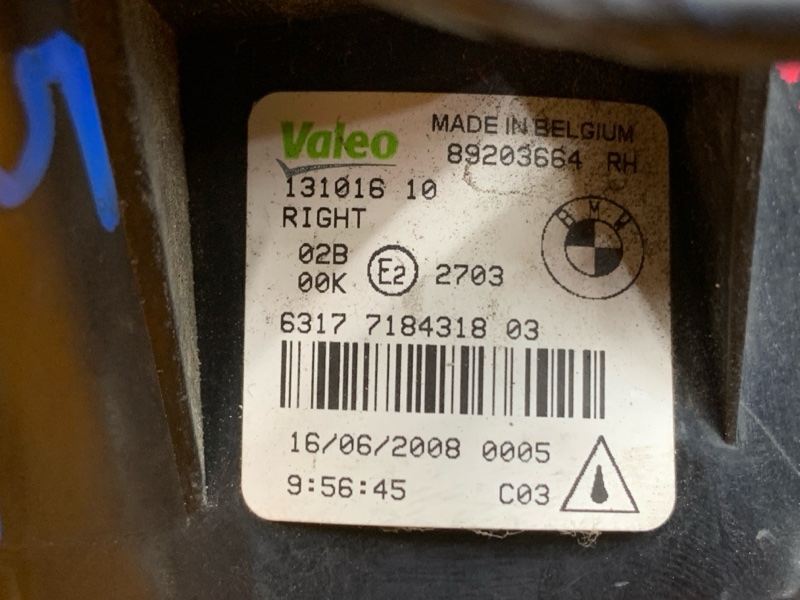 Valeo
MADE IN BELGIUM
89203664 RH
131016 10
RIGHT
02B
00K
E2
2703
BMW
6317 7184318 03
16/06/2008 0005
9:56:45
C03